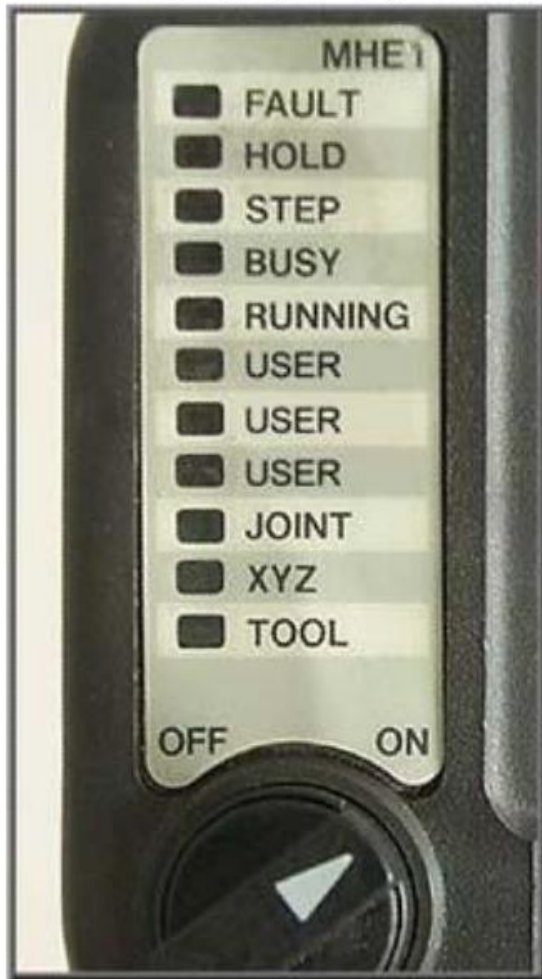 MHE1
FAULT
HOLD
STEP
BUSY
RUNNING
USER
USER
USER
JOINT
XYZ
TOOL
OFF ON